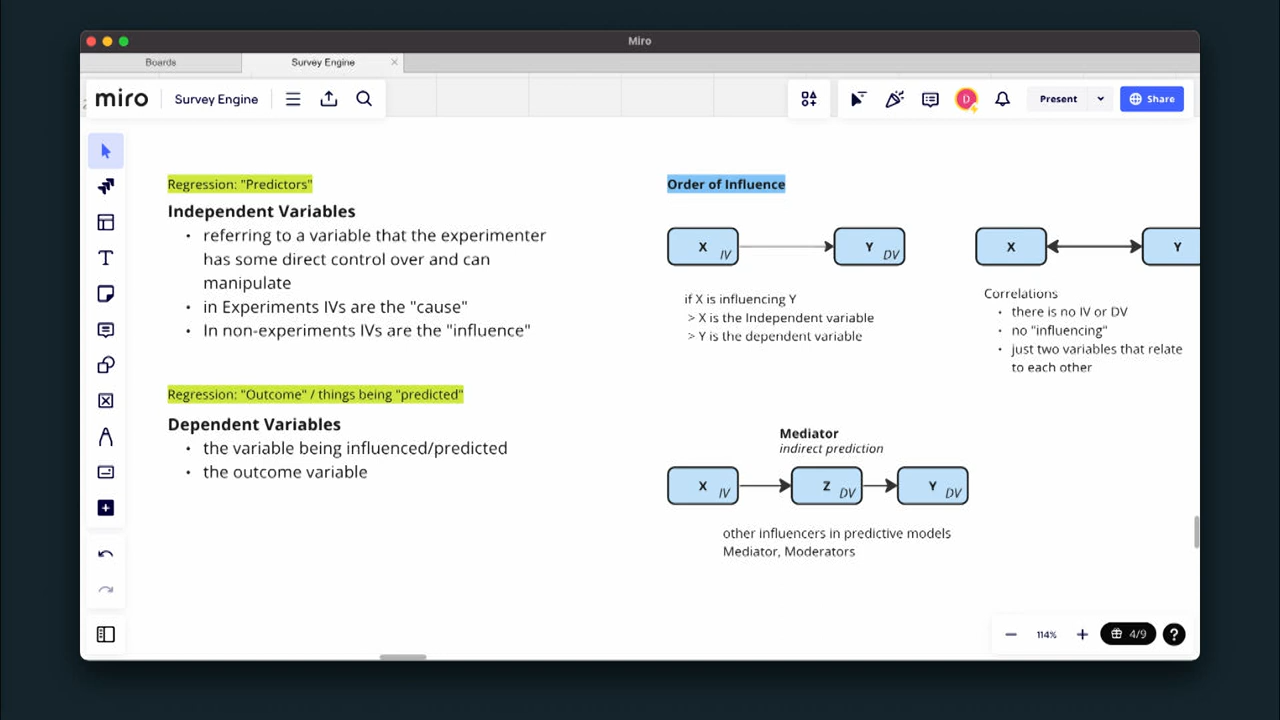 Miro
Boards
Survey Engine
miro
Survey Engine
D
Present
Share
Regression: "Predictors"
Independent Variables
• referring to a variable that the experimenter
has some direct control over and can
manipulate
• in Experiments IVs are the "cause"
• In non-experiments IVs are the "influence"
Regression: "Outcome" / things being "predicted"
Dependent Variables
• the variable being influenced/predicted
• the outcome variable
Order of Influence
X IV
Y DV
if X is influencing Y
> X is the Independent variable
> Y is the dependent variable
X
Y
Correlations
• there is no IV or DV
• no "influencing"
• just two variables that relate
to each other
Mediator
indirect prediction
X IV
Z DV
Y DV
other influencers in predictive models
Mediator, Moderators
114%
4/9
?